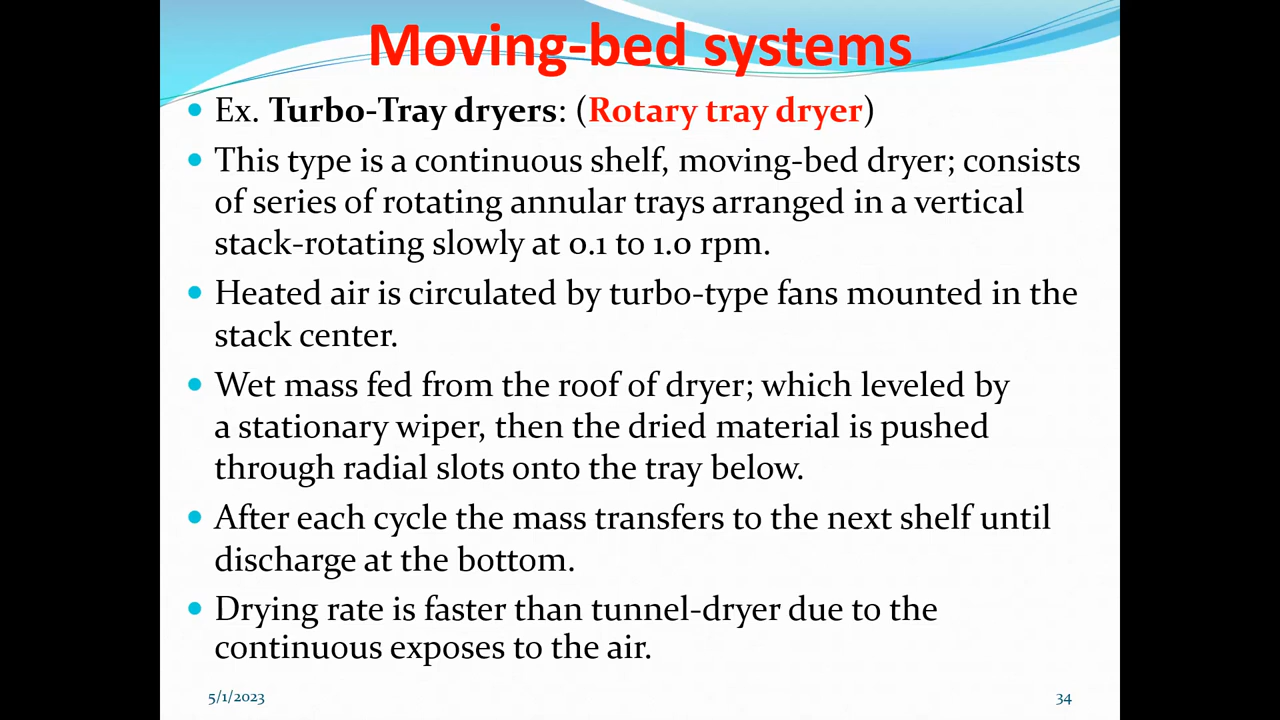 Moving-bed systems
• Ex. Turbo-Tray dryers: (Rotary tray dryer)
• This type is a continuous shelf, moving-bed dryer; consists
of series of rotating annular trays arranged in a vertical
stack-rotating slowly at 0.1 to 1.0 rpm.
• Heated air is circulated by turbo-type fans mounted in the
stack center.
• Wet mass fed from the roof of dryer; which leveled by
a stationary wiper, then the dried material is pushed
through radial slots onto the tray below.
• After each cycle the mass transfers to the next shelf until
discharge at the bottom.
• Drying rate is faster than tunnel-dryer due to the
continuous exposes to the air.
5/1/2023
34